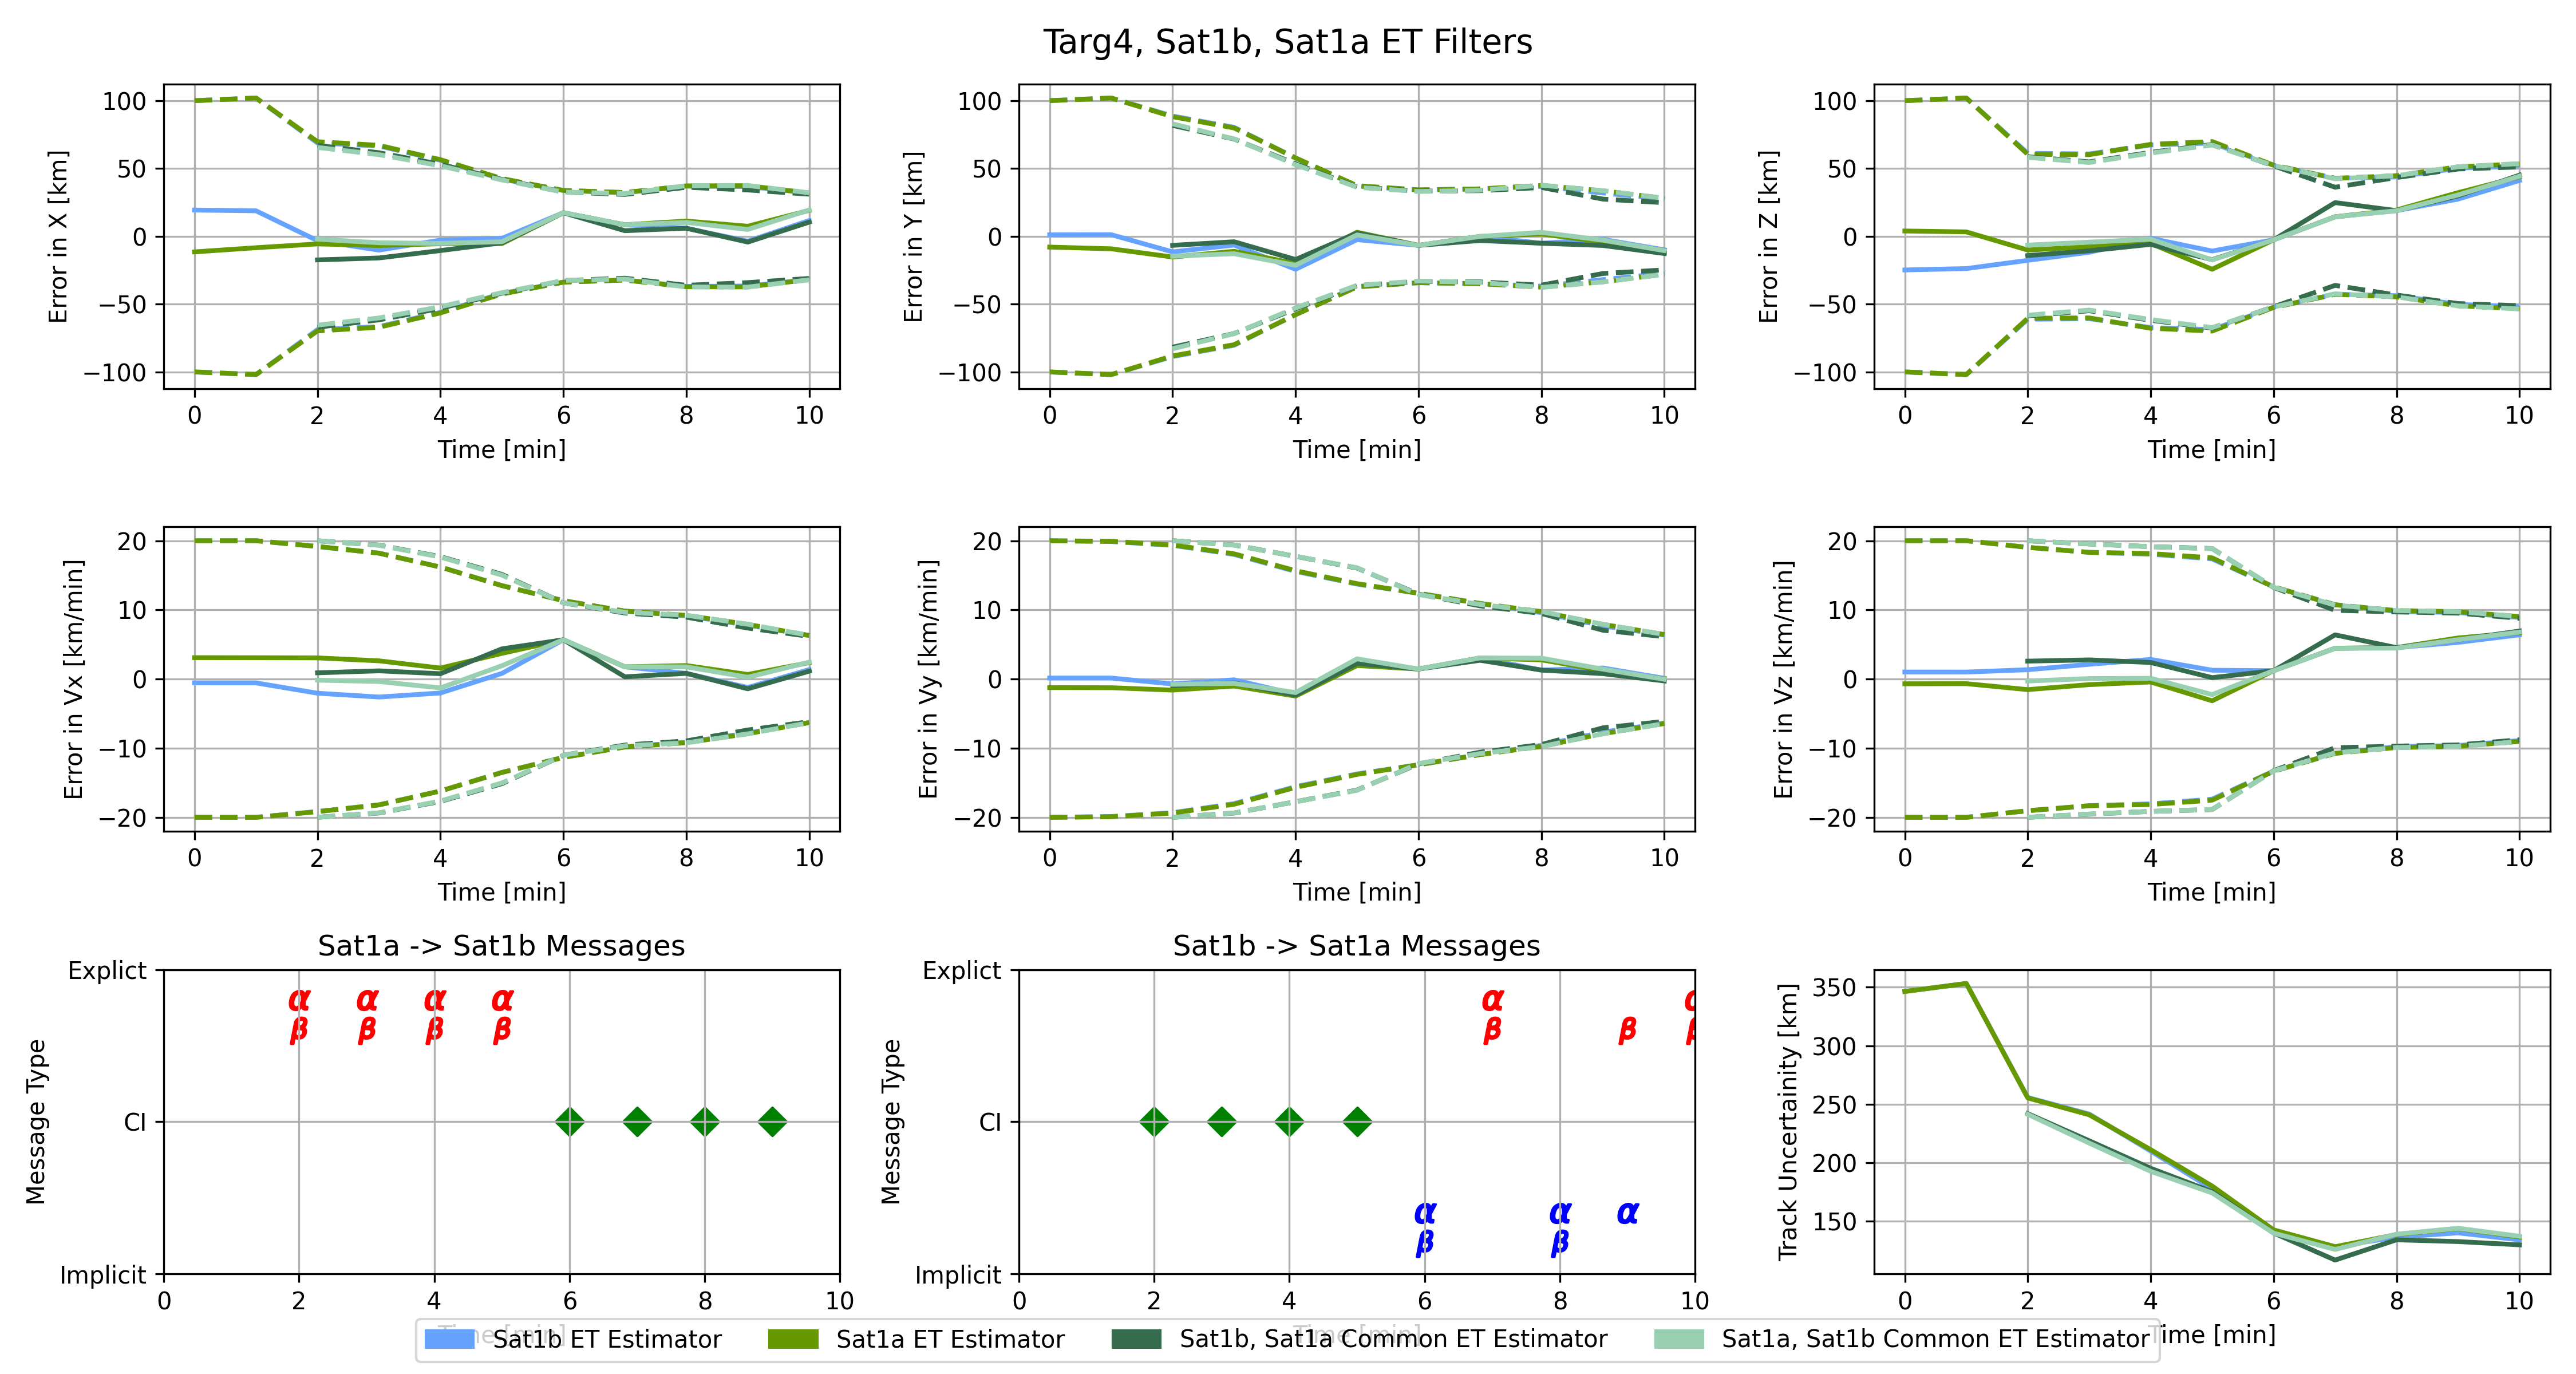 Targ4, Sat1b, Sat1a ET Filters
Error in X [km]
100
50
0
−50
−100
0 2 4 6 8 10
Time [min]
Error in Y [km]
100
50
0
−50
−100
0 2 4 6 8 10
Time [min]
Error in Z [km]
100
50
0
−50
−100
0 2 4 6 8 10
Time [min]
Error in Vx [km/min]
20
10
0
−10
−20
0 2 4 6 8 10
Time [min]
Error in Vy [km/min]
20
10
0
−10
−20
0 2 4 6 8 10
Time [min]
Error in Vz [km/min]
20
10
0
−10
−20
0 2 4 6 8 10
Time [min]
Sat1a -> Sat1b Messages
Message Type
Explict
α α α α
β β β β
CI
Implicit
0 2 4 6 8 10
Time [min]
Sat1b -> Sat1a Messages
Message Type
Explict
α α
β β β
CI
α α α
β β
Implicit
0 2 4 6 8 10
Time [min]
Track Uncertainity [km]
350
300
250
200
150
0 2 4 6 8 10
Time [min]
Sat1b ET Estimator
Sat1a ET Estimator
Sat1b, Sat1a Common ET Estimator
Sat1a, Sat1b Common ET Estimator